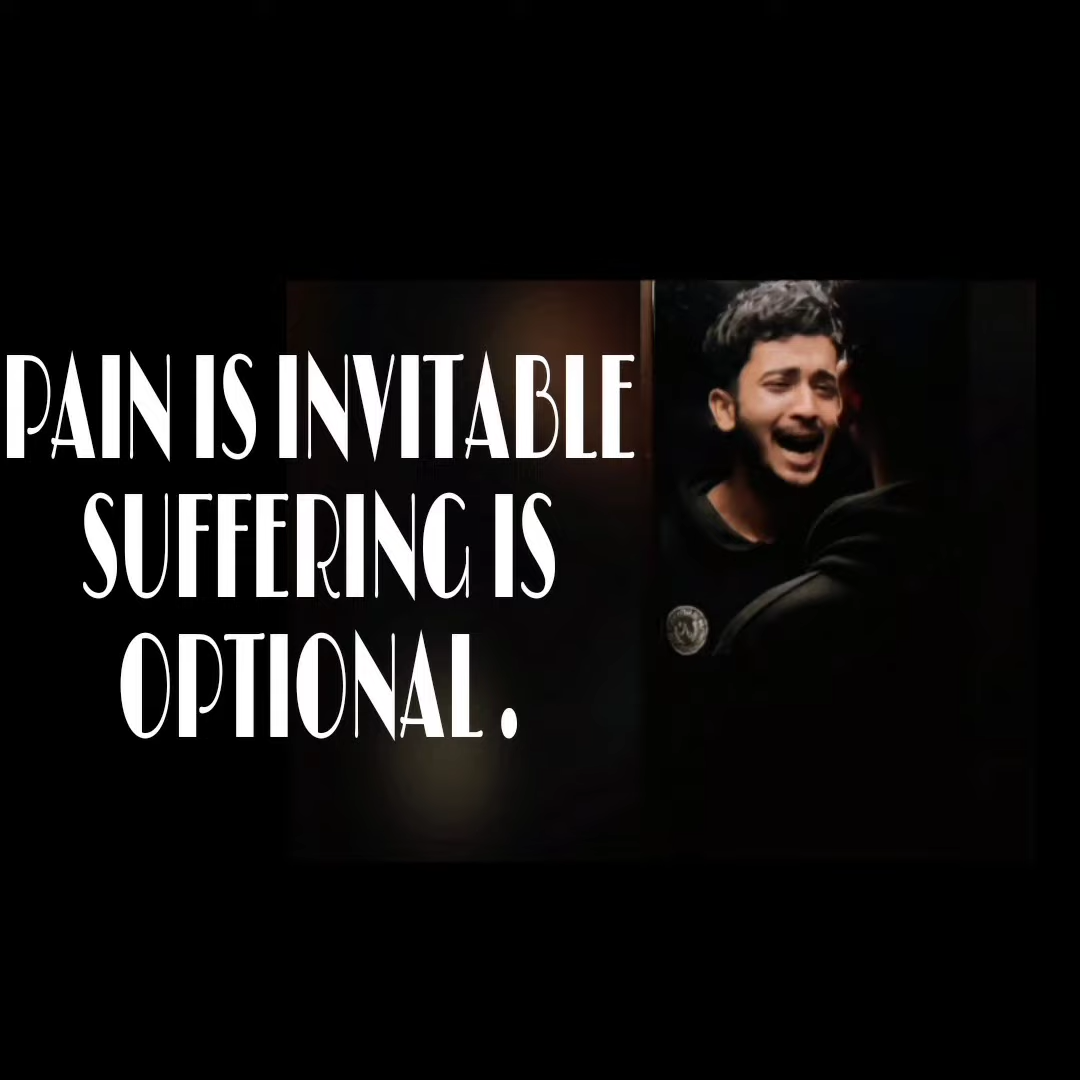 PAIN IS INVITABLE
SUFFERING IS
OPTIONAL .